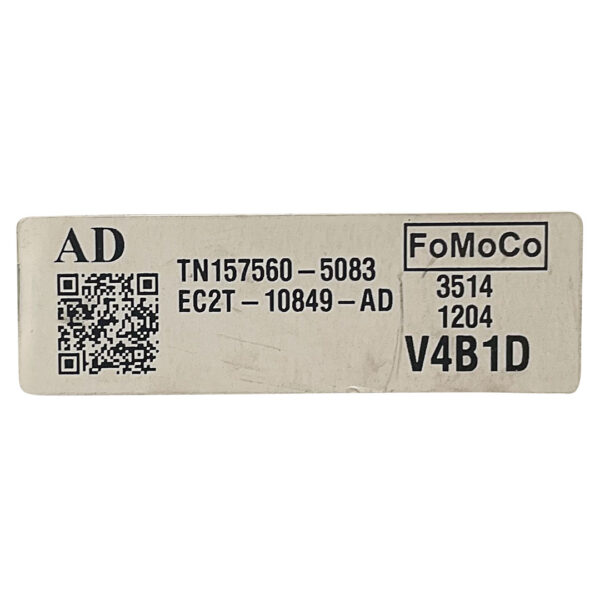 AD
TN157560-5083
EC2T-10849-AD
FoMoCo
3514
1204
V4B1D